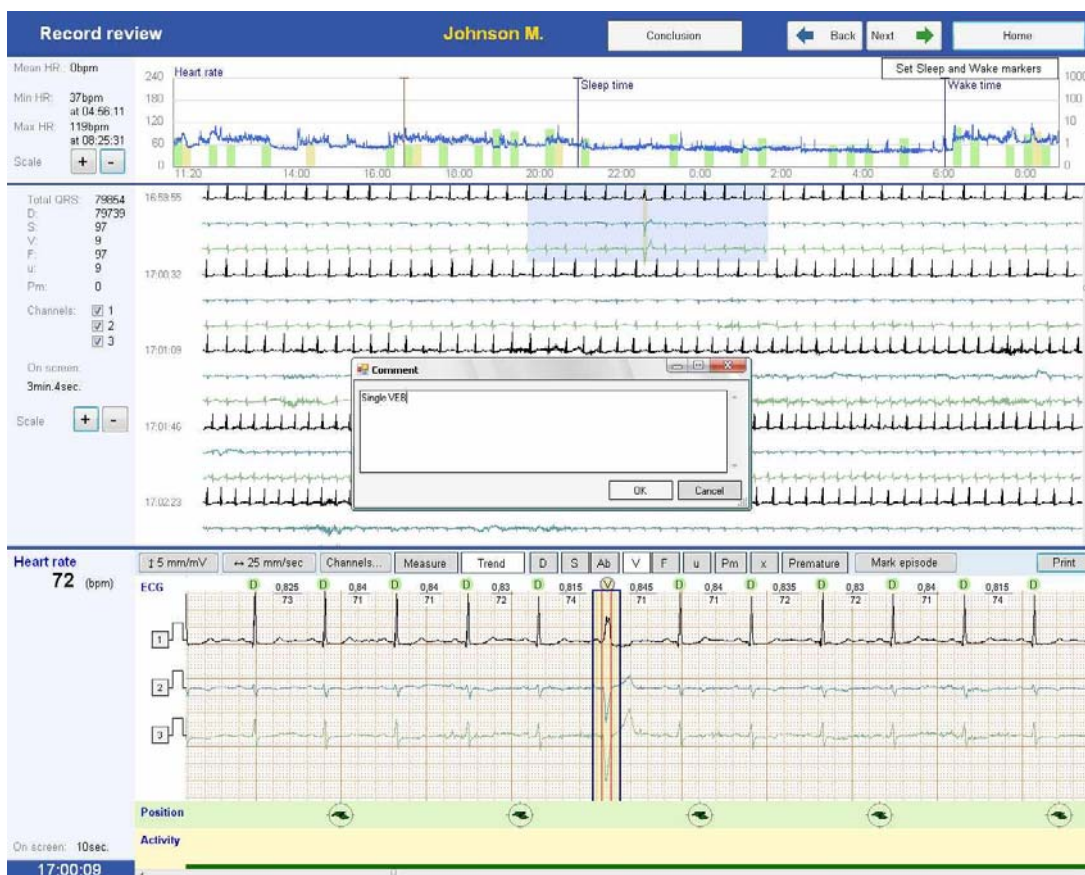 Record review
Johnson M.
Conclusion
Back
Next
Home
Mean HR: 0bpm
Min HR: 37bpm
at 04:56:11
Max HR: 119bpm
at 08:25:31
Scale + -
Heart rate
Set Sleep and Wake markers
Sleep time
Wake time
240
180
120
60
0
1000
100
10
1
0
11:20 14:00 16:00 18:00 20:00 22:00 0:00 2:00 4:00 6:00 8:00
Total QRS: 79854
D: 79739
S: 97
V: 9
F: 97
u: 9
Pm: 0
Channels: 1
2
3
On screen:
3min.4sec.
Scale + -
16:59:55
17:00:32
17:01:09
17:01:46
17:02:23
Comment
Single VEB
OK Cancel
Heart rate
72 (bpm)
5 mm/mV 25 mm/sec Channels... Measure Trend D S Ab V F u Pm x Premature Mark episode Print
ECG
D D D D D V D D D D D D
0,825 0,84 0,84 0,83 0,815 0,845 0,84 0,835 0,83 0,84 0,815
73 71 71 72 74 71 71 72 72 71 74
1
2
3
Position
Activity
On screen: 10sec.
17:00:09